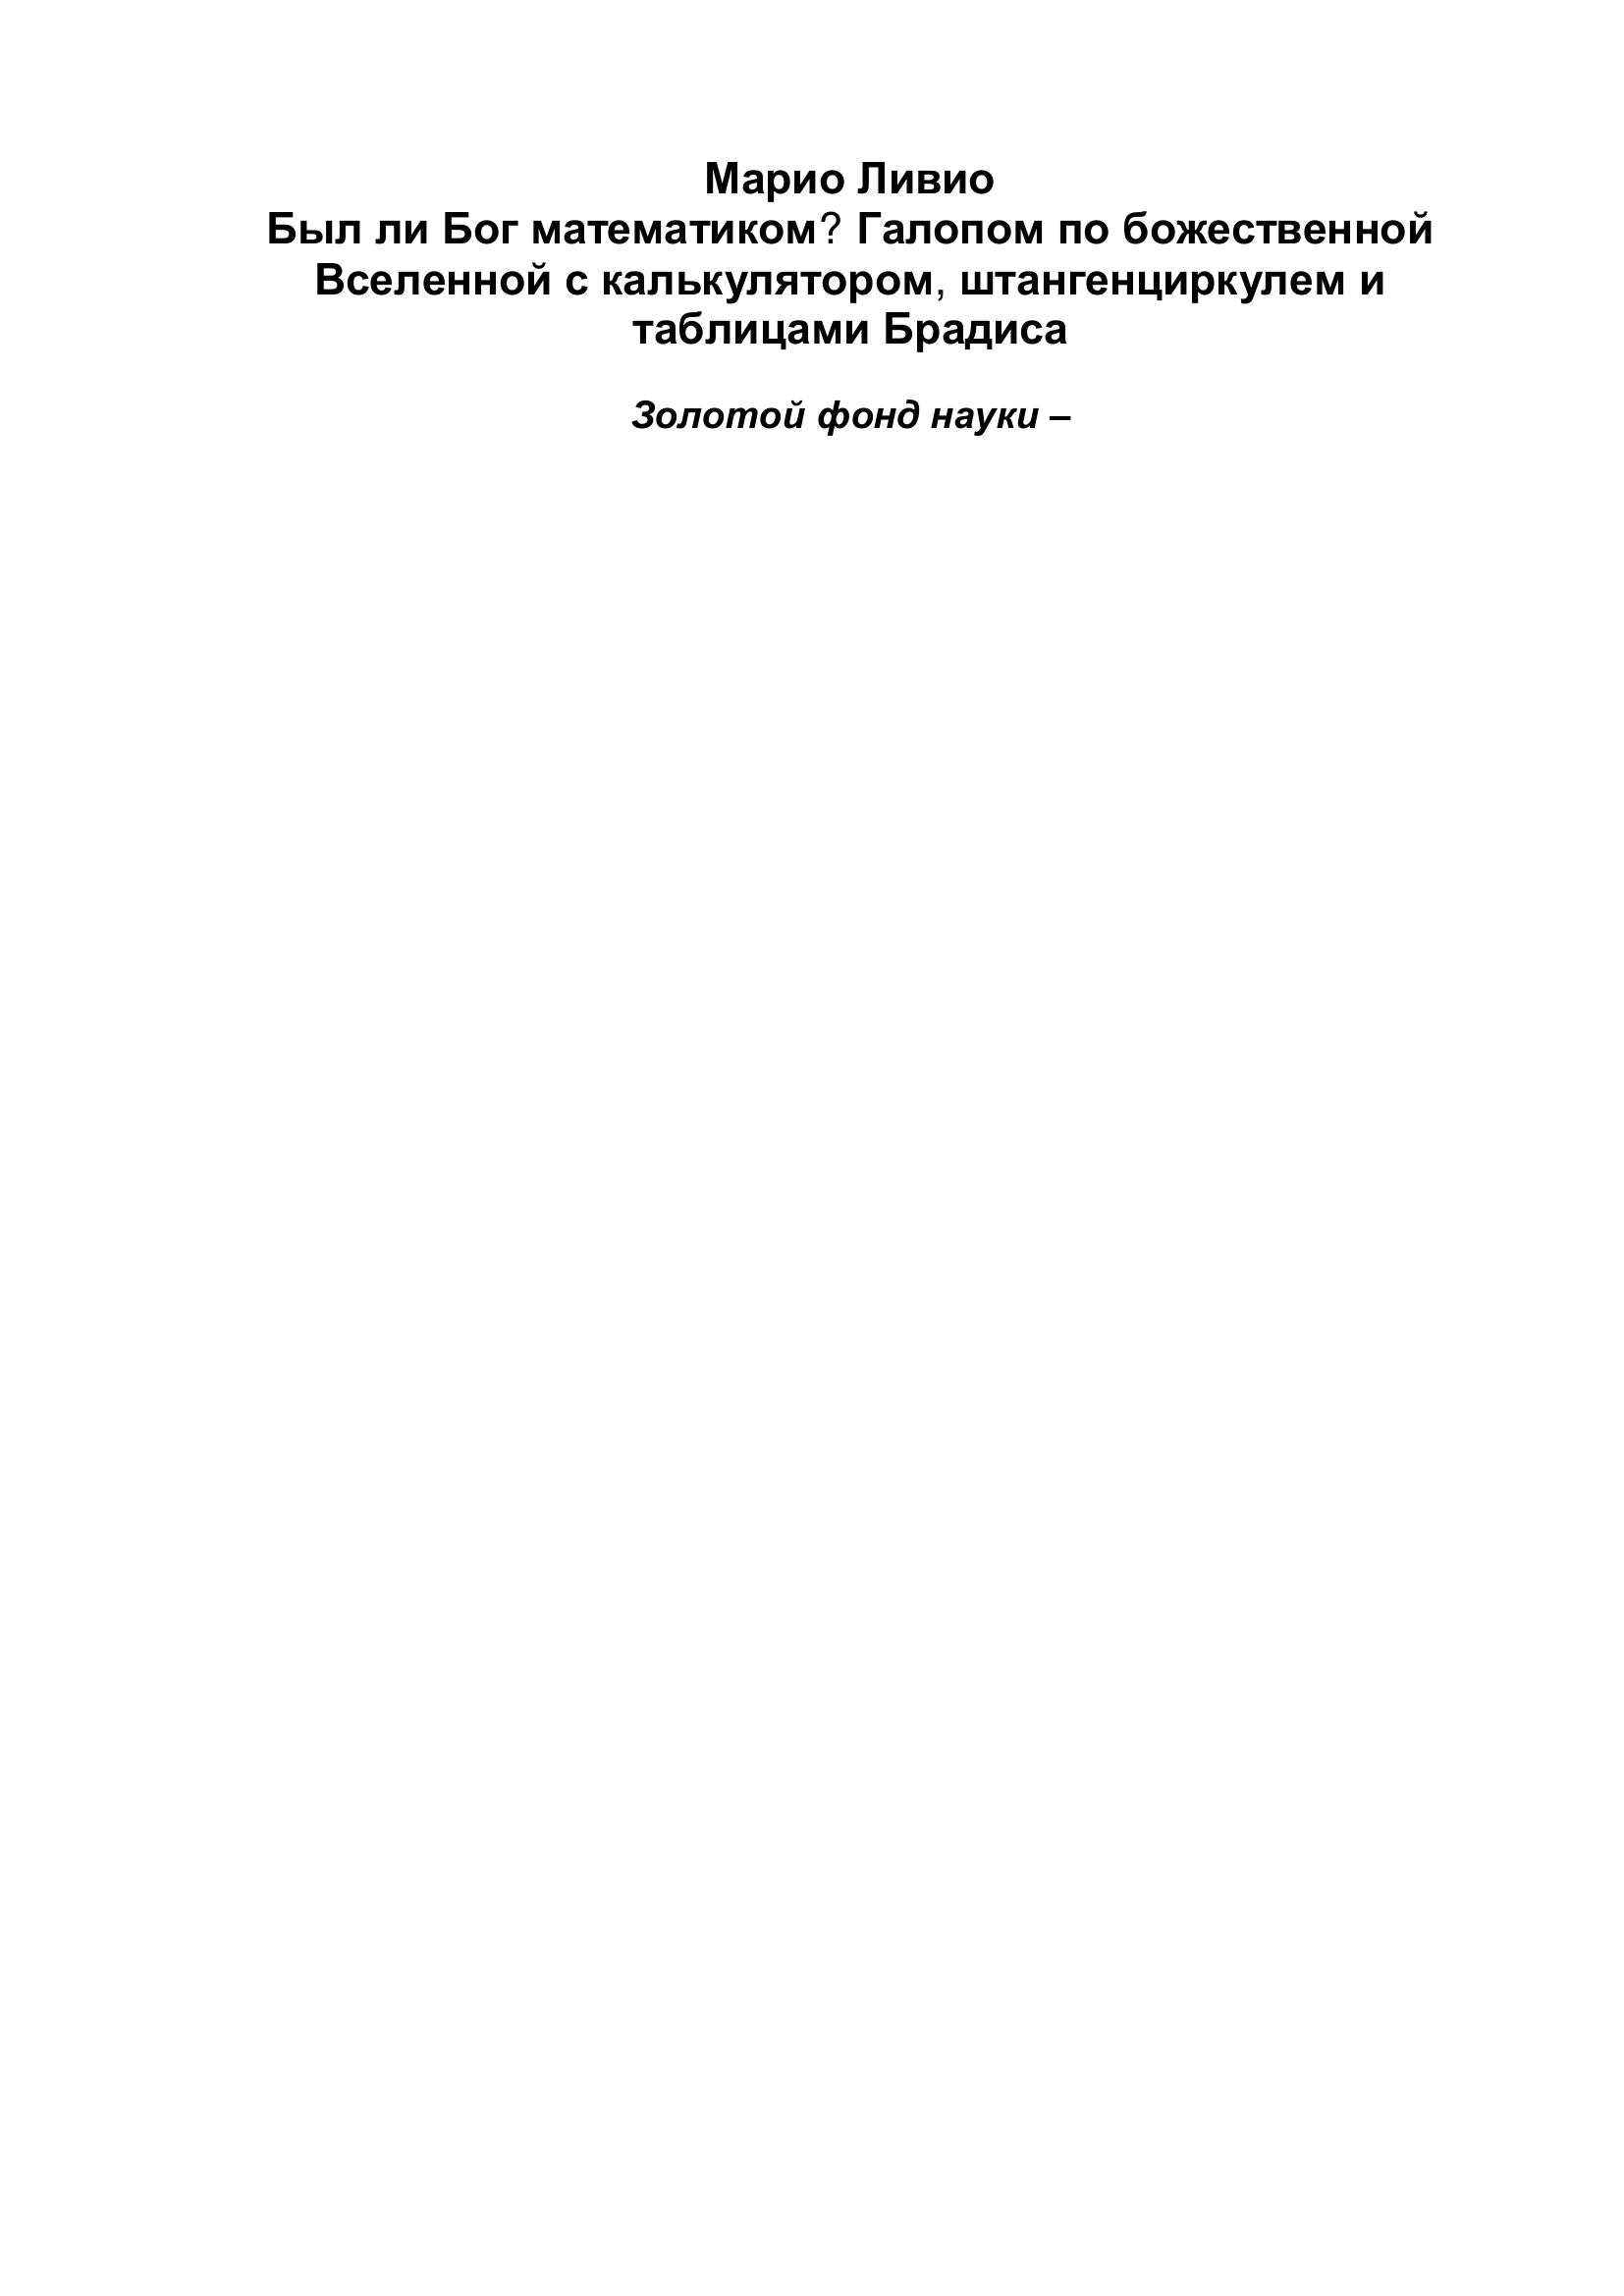 Марио Ливио
Был ли Бог математиком? Галопом по божественной
Вселенной с калькулятором, штангенциркулем и
таблицами Брадиса
Золотой фонд науки –